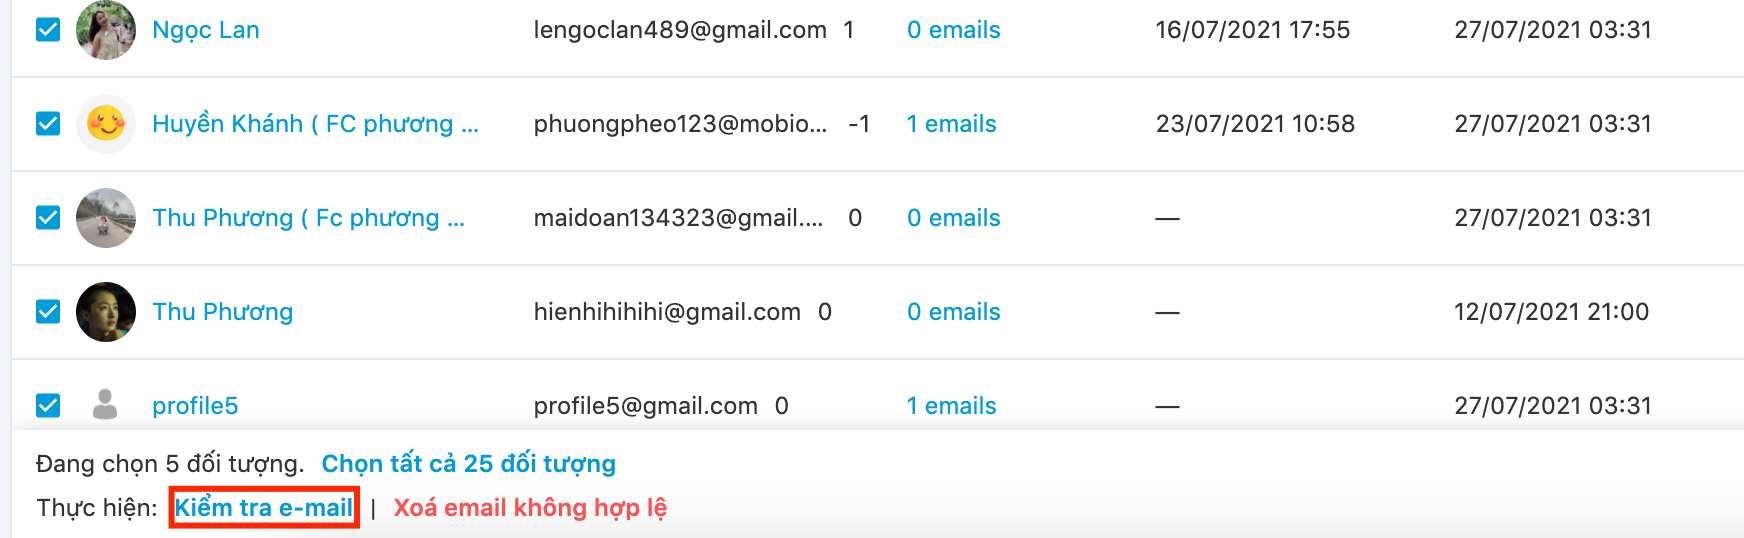 Ngọc Lan lengoclan489@gmail.com 1 0 emails 16/07/2021 17:55 27/07/2021 03:31
Huyền Khánh ( FC phương ... phuongpheo123@mobio... -1 1 emails 23/07/2021 10:58 27/07/2021 03:31
Thu Phương ( Fc phương ... maidoan134323@gmail.... 0 0 emails — 27/07/2021 03:31
Thu Phương hienhihihihi@gmail.com 0 0 emails — 12/07/2021 21:00
profile5 profile5@gmail.com 0 1 emails — 27/07/2021 03:31
Đang chọn 5 đối tượng. Chọn tất cả 25 đối tượng
Thực hiện: Kiểm tra e-mail | Xoá email không hợp lệ